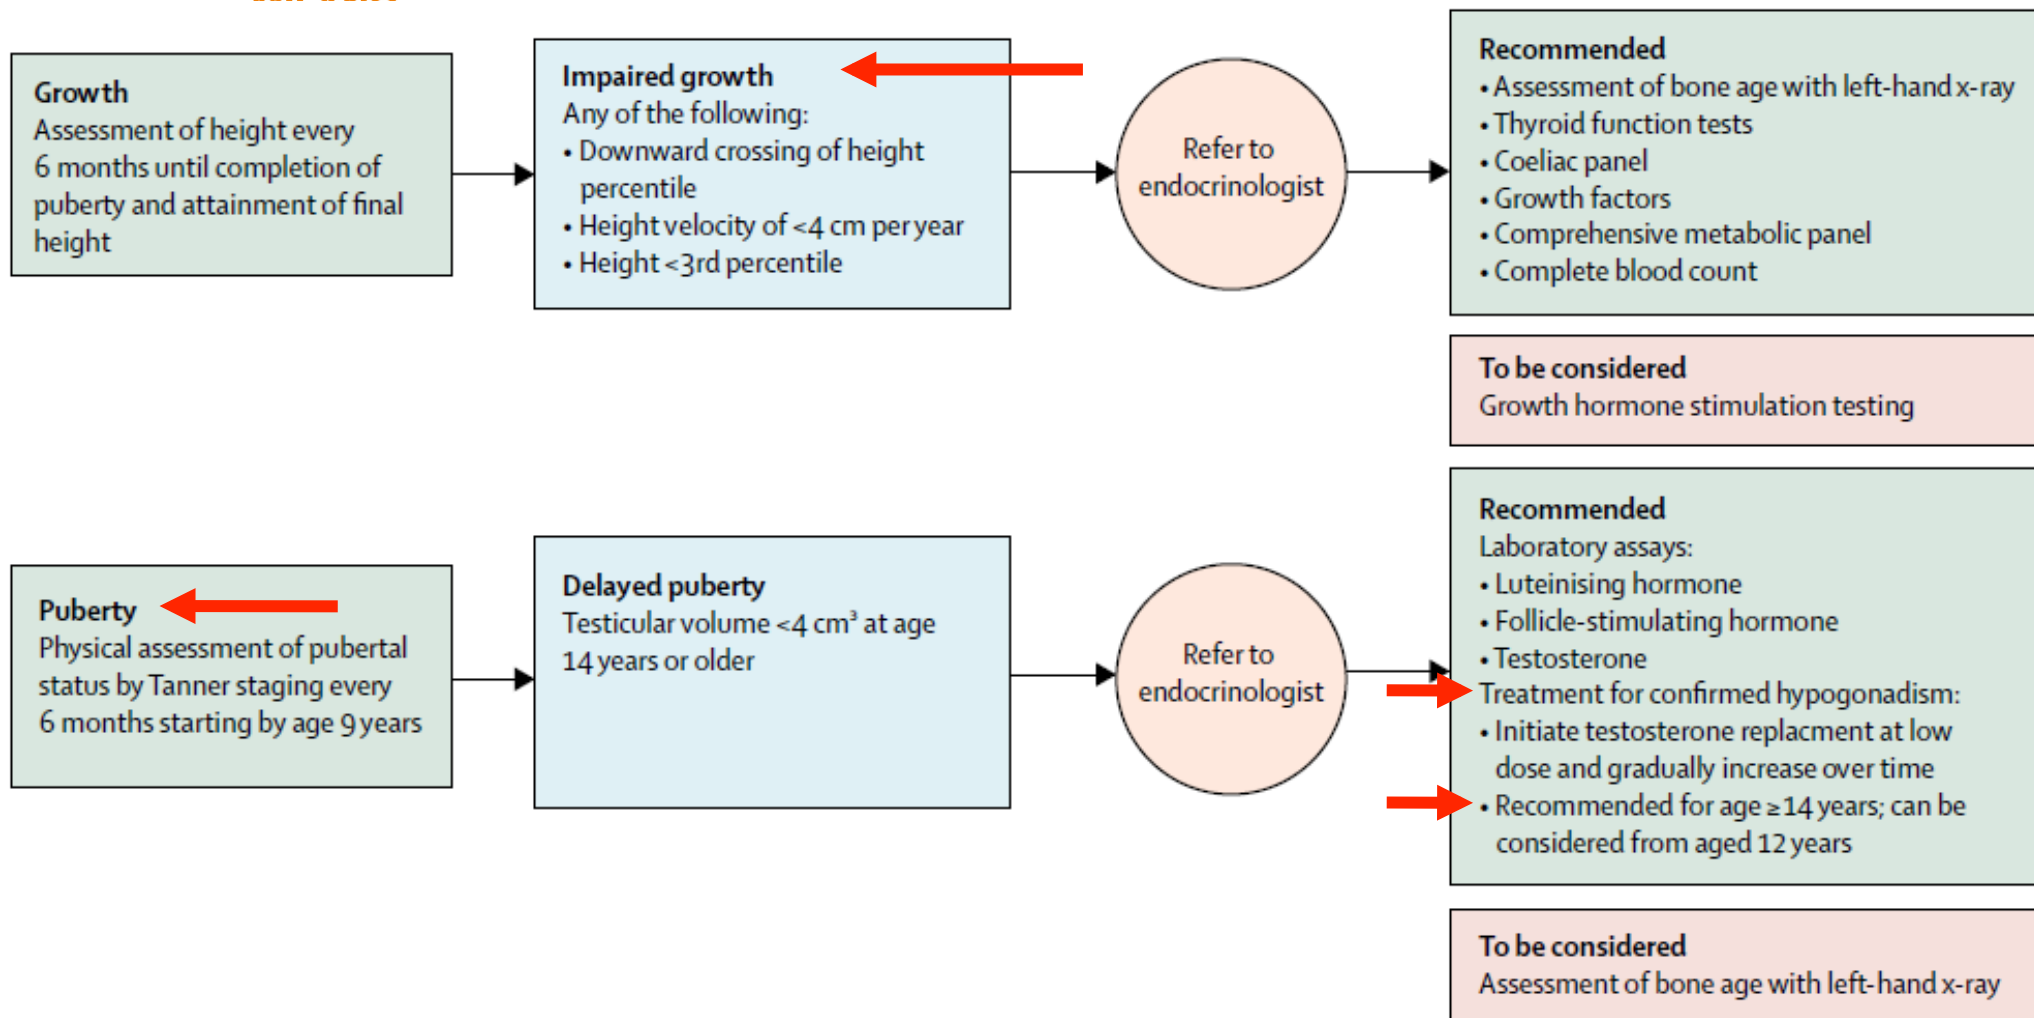 Growth
Assessment of height every
6 months until completion of
puberty and attainment of final
height
Impaired growth
Any of the following:
• Downward crossing of height
percentile
• Height velocity of <4 cm per year
• Height <3rd percentile
Refer to
endocrinologist
Recommended
• Assessment of bone age with left-hand x-ray
• Thyroid function tests
• Coeliac panel
• Growth factors
• Comprehensive metabolic panel
• Complete blood count
To be considered
Growth hormone stimulation testing
Puberty
Physical assessment of pubertal
status by Tanner staging every
6 months starting by age 9 years
Delayed puberty
Testicular volume <4 cm³ at age
14 years or older
Refer to
endocrinologist
Recommended
Laboratory assays:
• Luteinising hormone
• Follicle-stimulating hormone
• Testosterone
Treatment for confirmed hypogonadism:
• Initiate testosterone replacment at low
dose and gradually increase over time
• Recommended for age ≥14 years; can be
considered from aged 12 years
To be considered
Assessment of bone age with left-hand x-ray